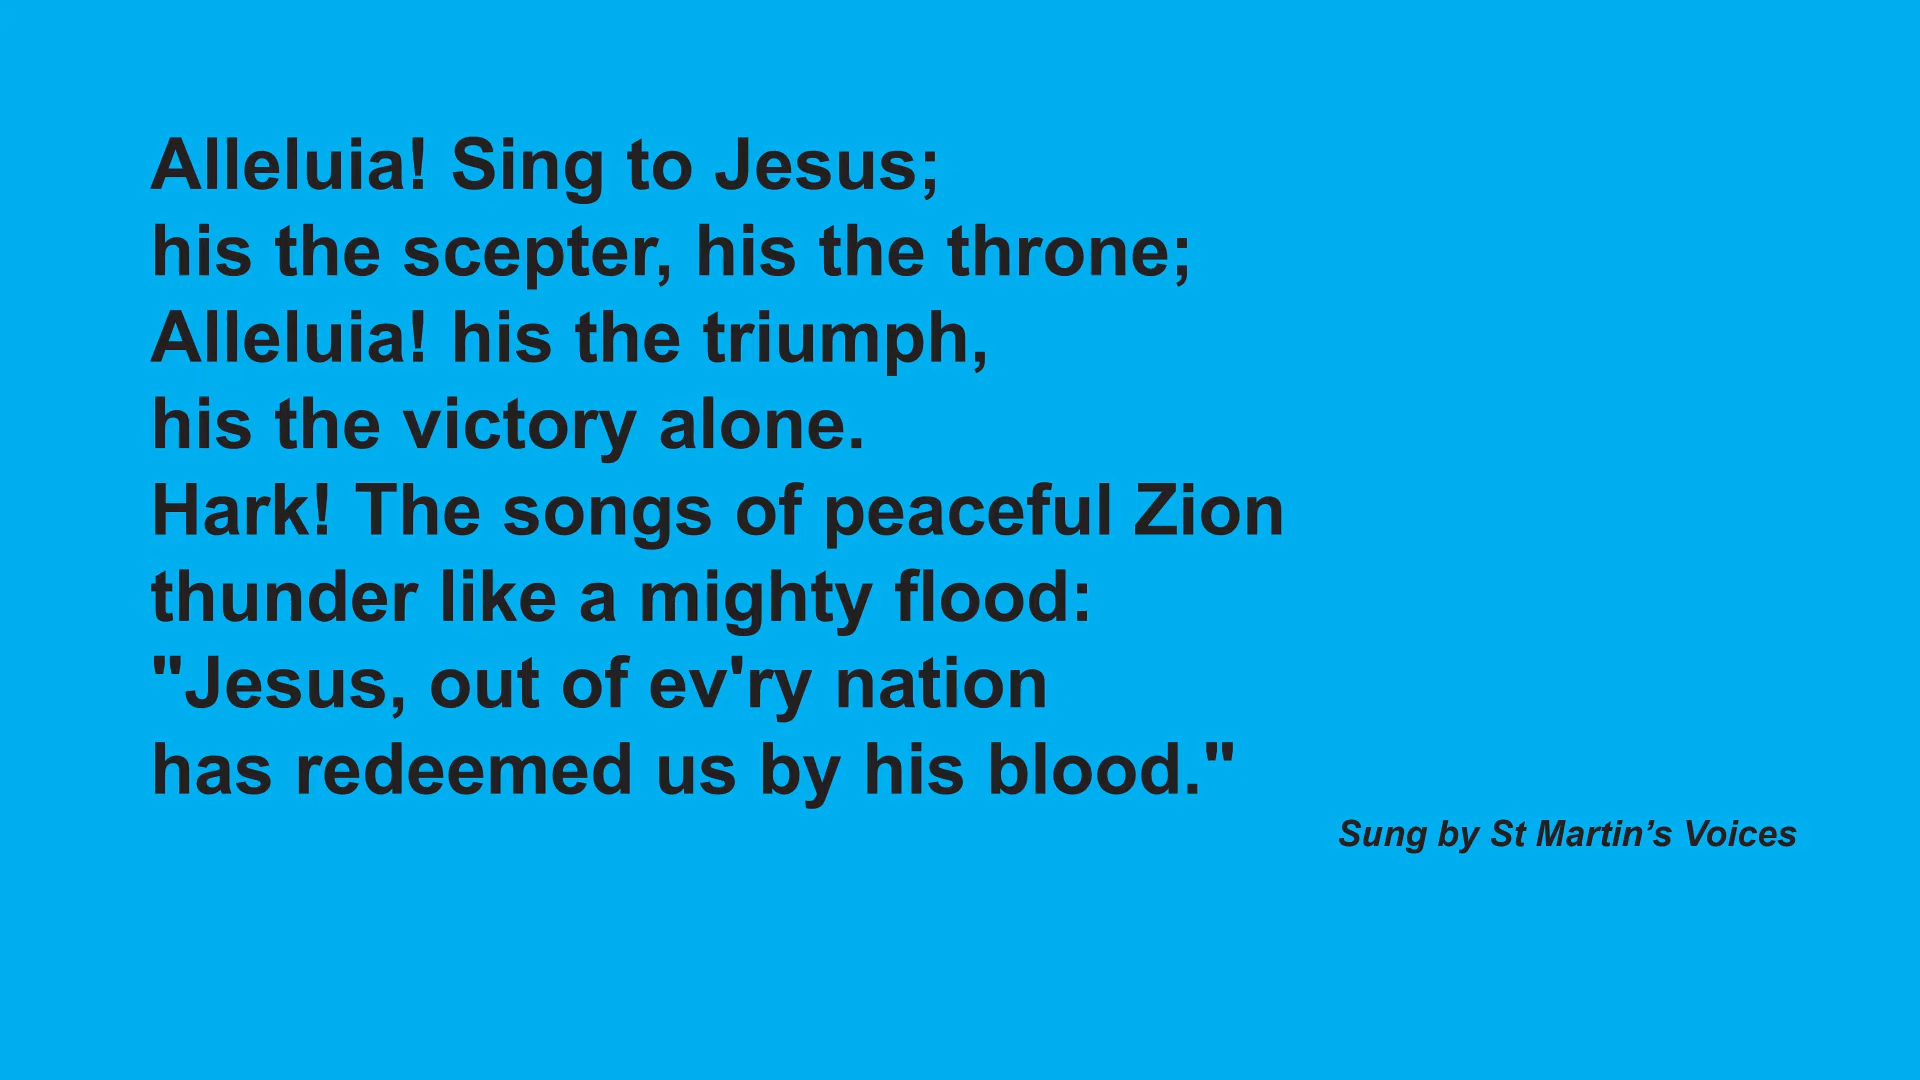 Alleluia! Sing to Jesus;
his the scepter, his the throne;
Alleluia! his the triumph,
his the victory alone.
Hark! The songs of peaceful Zion
thunder like a mighty flood:
"Jesus, out of ev'ry nation
has redeemed us by his blood."
Sung by St Martin’s Voices